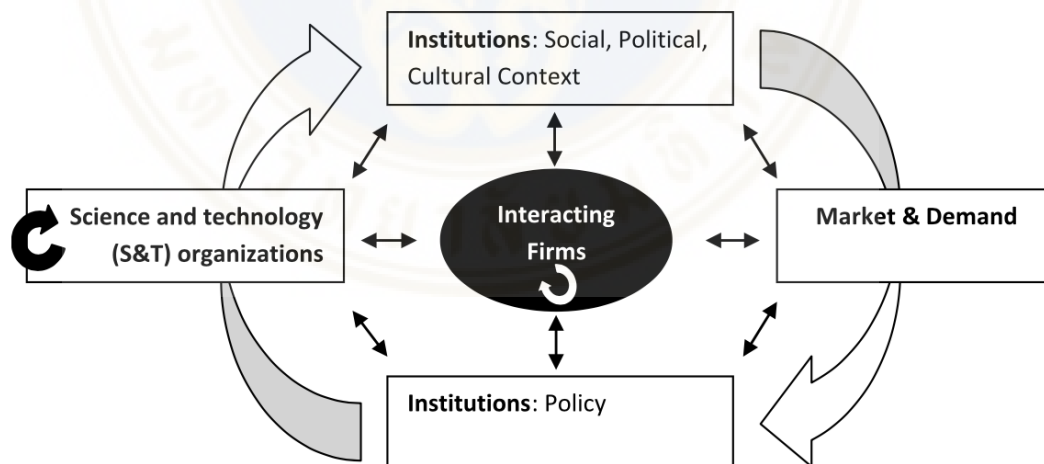 Institutions: Social, Political,
Cultural Context
Science and technology
(S&T) organizations
Interacting
Firms
Market & Demand
Institutions: Policy